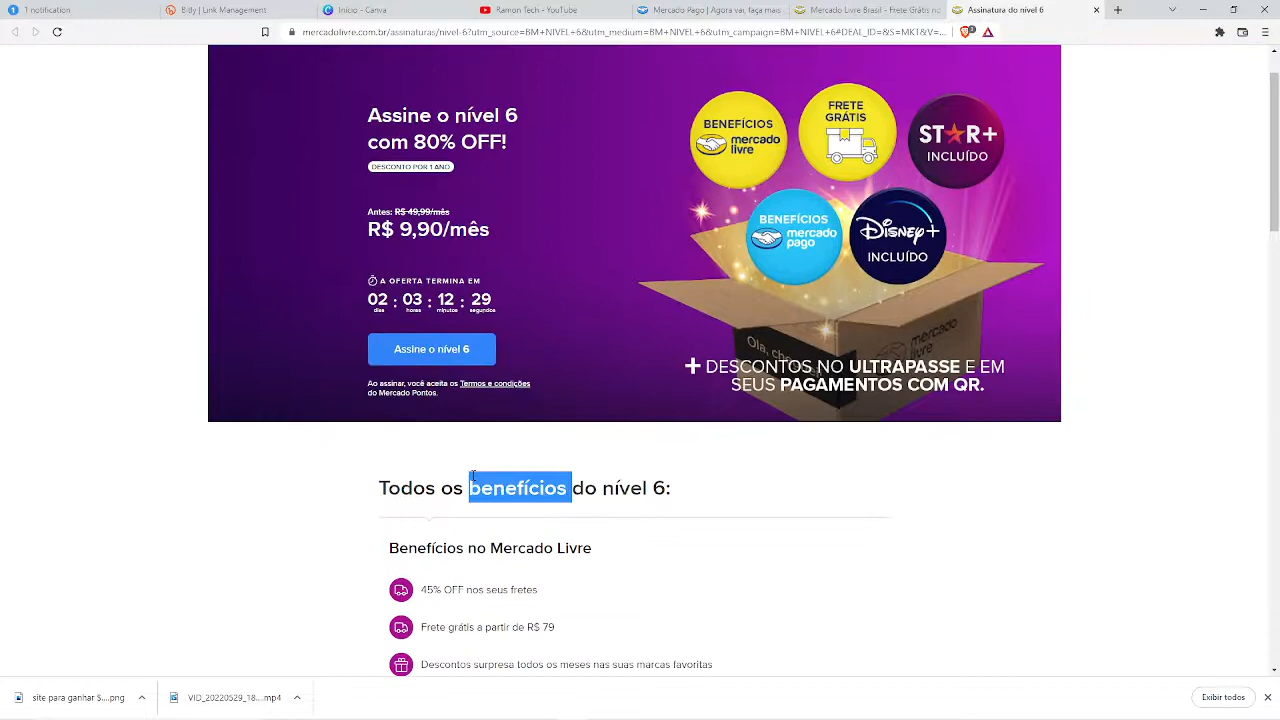 1 notification
Bitly | Link Management
Início - Canva
Ramon Tech - YouTube
Mercado Pago | Agora vai, faça mais
Mercado Livre Brasil - Frete Grátis no
Assinatura do nível 6
mercadolivre.com.br/assinaturas/nivel-6?utm_source=BM+NIVEL+6&utm_medium=BM+NIVEL+6&utm_campaign=BM+NIVEL+6#DEAL_ID=&S=MKT&V=...
Assine o nível 6
com 80% OFF!
DESCONTO POR 1 ANO
Antes: R$ 49,99/mês
R$ 9,90/mês
A OFERTA TERMINA EM
02 : 03 : 12 : 29
dias horas minutos segundos
Assine o nível 6
Ao assinar, você aceita os Termos e condições
do Mercado Pontos.
BENEFÍCIOS
mercado
livre
FRETE
GRÁTIS
STAR+
INCLUÍDO
BENEFÍCIOS
mercado
pago
Disney+
INCLUÍDO
mercado
livre
+ DESCONTOS NO ULTRAPASSE E EM
SEUS PAGAMENTOS COM QR.
Todos os benefícios do nível 6:
Benefícios no Mercado Livre
45% OFF nos seus fretes
Frete grátis a partir de R$ 79
Descontos surpresa todos os meses nas suas marcas favoritas
site para ganhar $....png
VID_20220529_18....mp4
Exibir todos